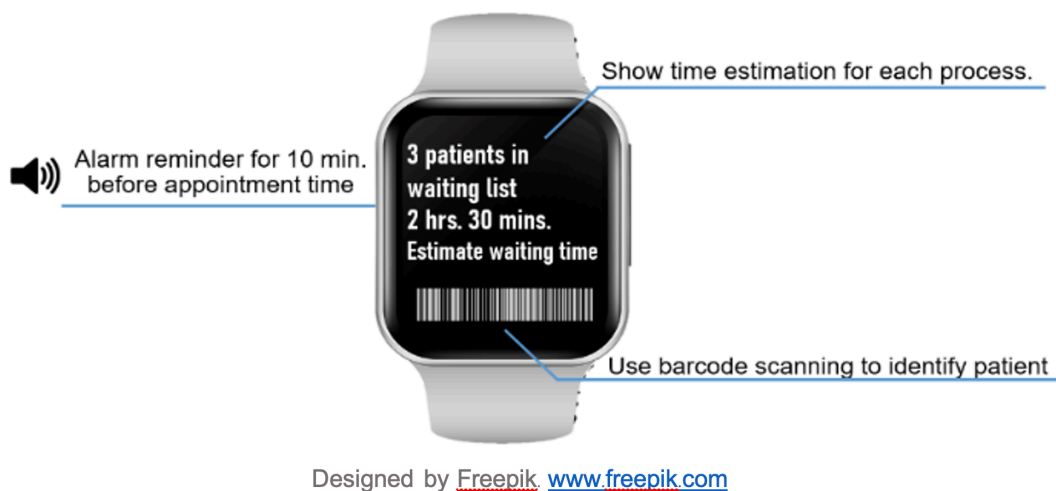 Show time estimation for each process.
Alarm reminder for 10 min.
before appointment time
3 patients in
waiting list
2 hrs. 30 mins.
Estimate waiting time
Use barcode scanning to identify patient
Designed by Freepik. www.freepik.com